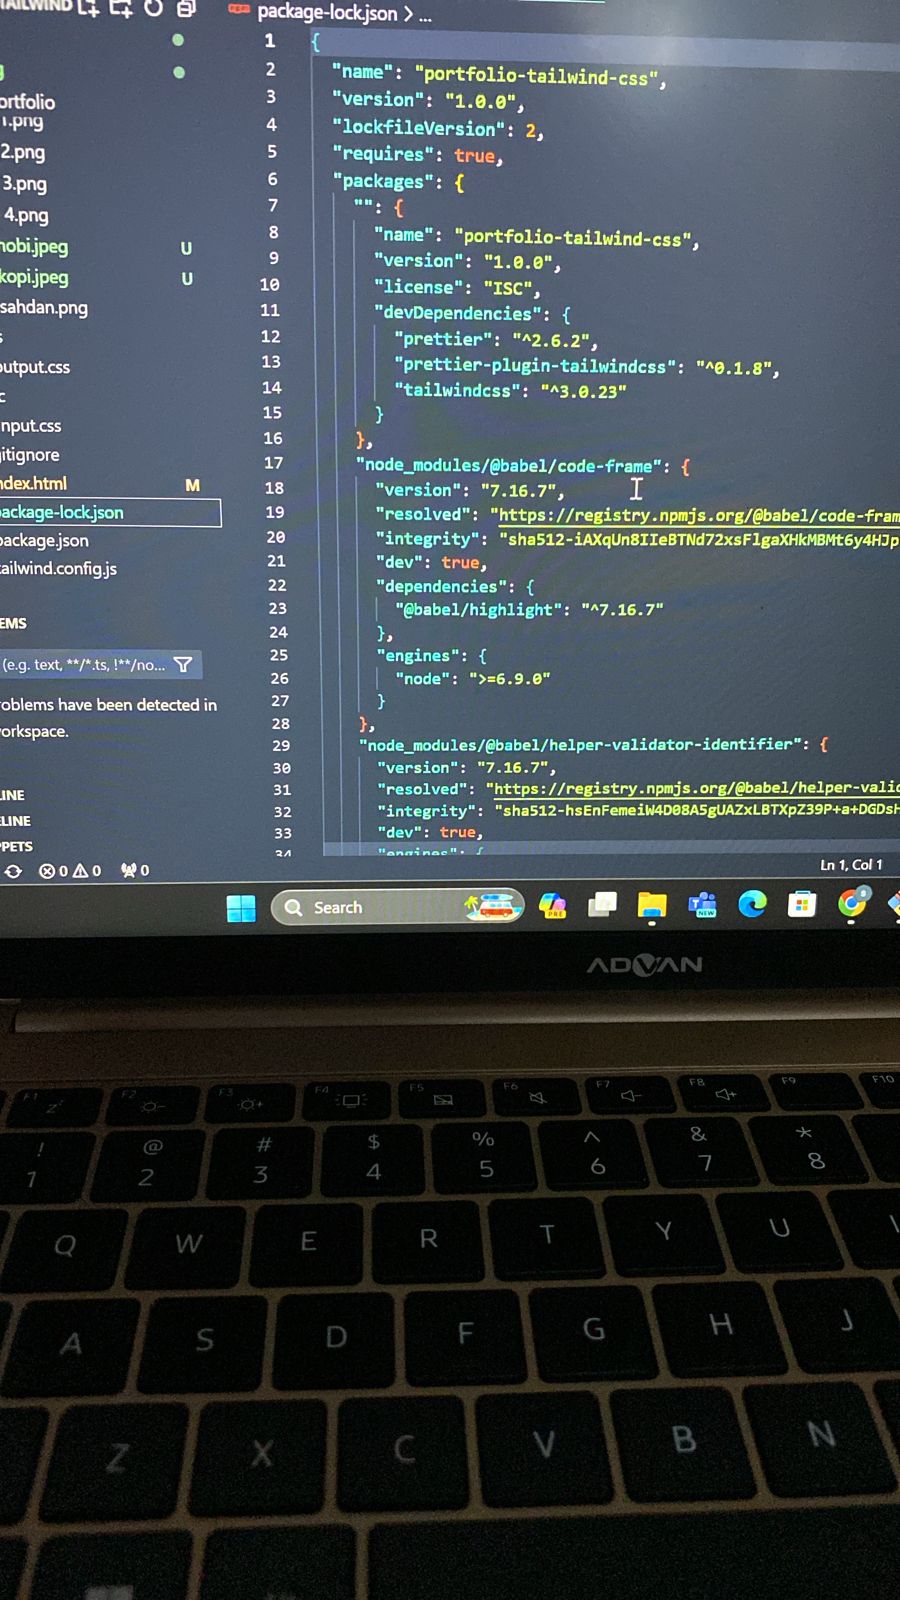 TAILWIND
package-lock.json > ...
1 {
2 "name": "portfolio-tailwind-css",
3 "version": "1.0.0",
4 "lockfileVersion": 2,
5 "requires": true,
6 "packages": {
7 "": {
8 "name": "portfolio-tailwind-css",
9 "version": "1.0.0",
10 "license": "ISC",
11 "devDependencies": {
12 "prettier": "^2.6.2",
13 "prettier-plugin-tailwindcss": "^0.1.8",
14 "tailwindcss": "^3.0.23"
15 }
16 },
17 "node_modules/@babel/code-frame": {
18 "version": "7.16.7",
19 "resolved": "https://registry.npmjs.org/@babel/code-fram
20 "integrity": "sha512-iAXqUn8IIeBTNd72xsFlgaXHkMBMt6y4HJp
21 "dev": true,
22 "dependencies": {
23 "@babel/highlight": "^7.16.7"
24 },
25 "engines": {
26 "node": ">=6.9.0"
27 }
28 },
29 "node_modules/@babel/helper-validator-identifier": {
30 "version": "7.16.7",
31 "resolved": "https://registry.npmjs.org/@babel/helper-valid
32 "integrity": "sha512-hsEnFemeiW4D08A5gUAZxLBTXpZ39P+a+DGDsH
33 "dev": true,
34 "engines": {
g
ortfolio
1.png
2.png
3.png
4.png
nobi.jpeg U
kopi.jpeg U
sahdan.png
s
output.css
c
nput.css
gitignore
ndex.html M
package-lock.json
package.json
tailwind.config.js
EMS
(e.g. text, **/*.ts, !**/no...
roblems have been detected in
orkspace.
INE
LINE
PPETS
0 0 0
Ln 1, Col 1
Search
PRE
T
NEW
ADVAN
F1 F2 F3 F4 F5 F6 F7 F8 F9 F10
! @ # $ % ^ & *
1 2 3 4 5 6 7 8
Q W E R T Y U I
A S D F G H J
Z X C V B N